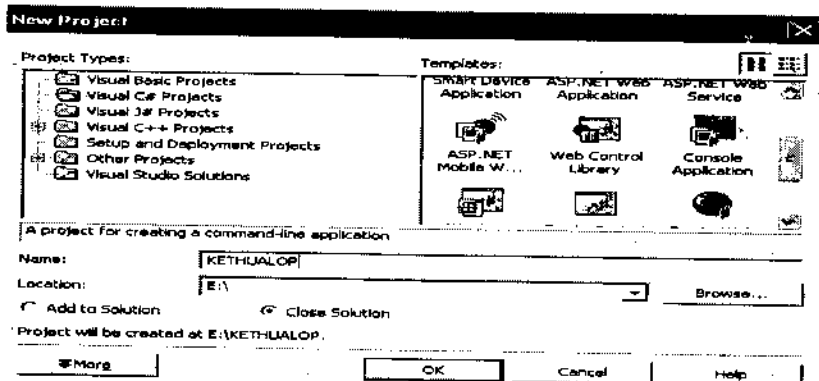 New Project
Project Types:
Templates:
Visual Basic Projects
Visual C# Projects
Visual J# Projects
Visual C++ Projects
Setup and Deployment Projects
Other Projects
Visual Studio Solutions
Smart Device Application
ASP.NET Web Application
ASP.NET Web Service
ASP.NET Mobile W...
Web Control Library
Console Application
A project for creating a command-line application
Name:
KETHUALOP
Location:
E:\
Browse...
Add to Solution
Close Solution
Project will be created at E:\KETHUALOP.
More
OK
Cancel
Help